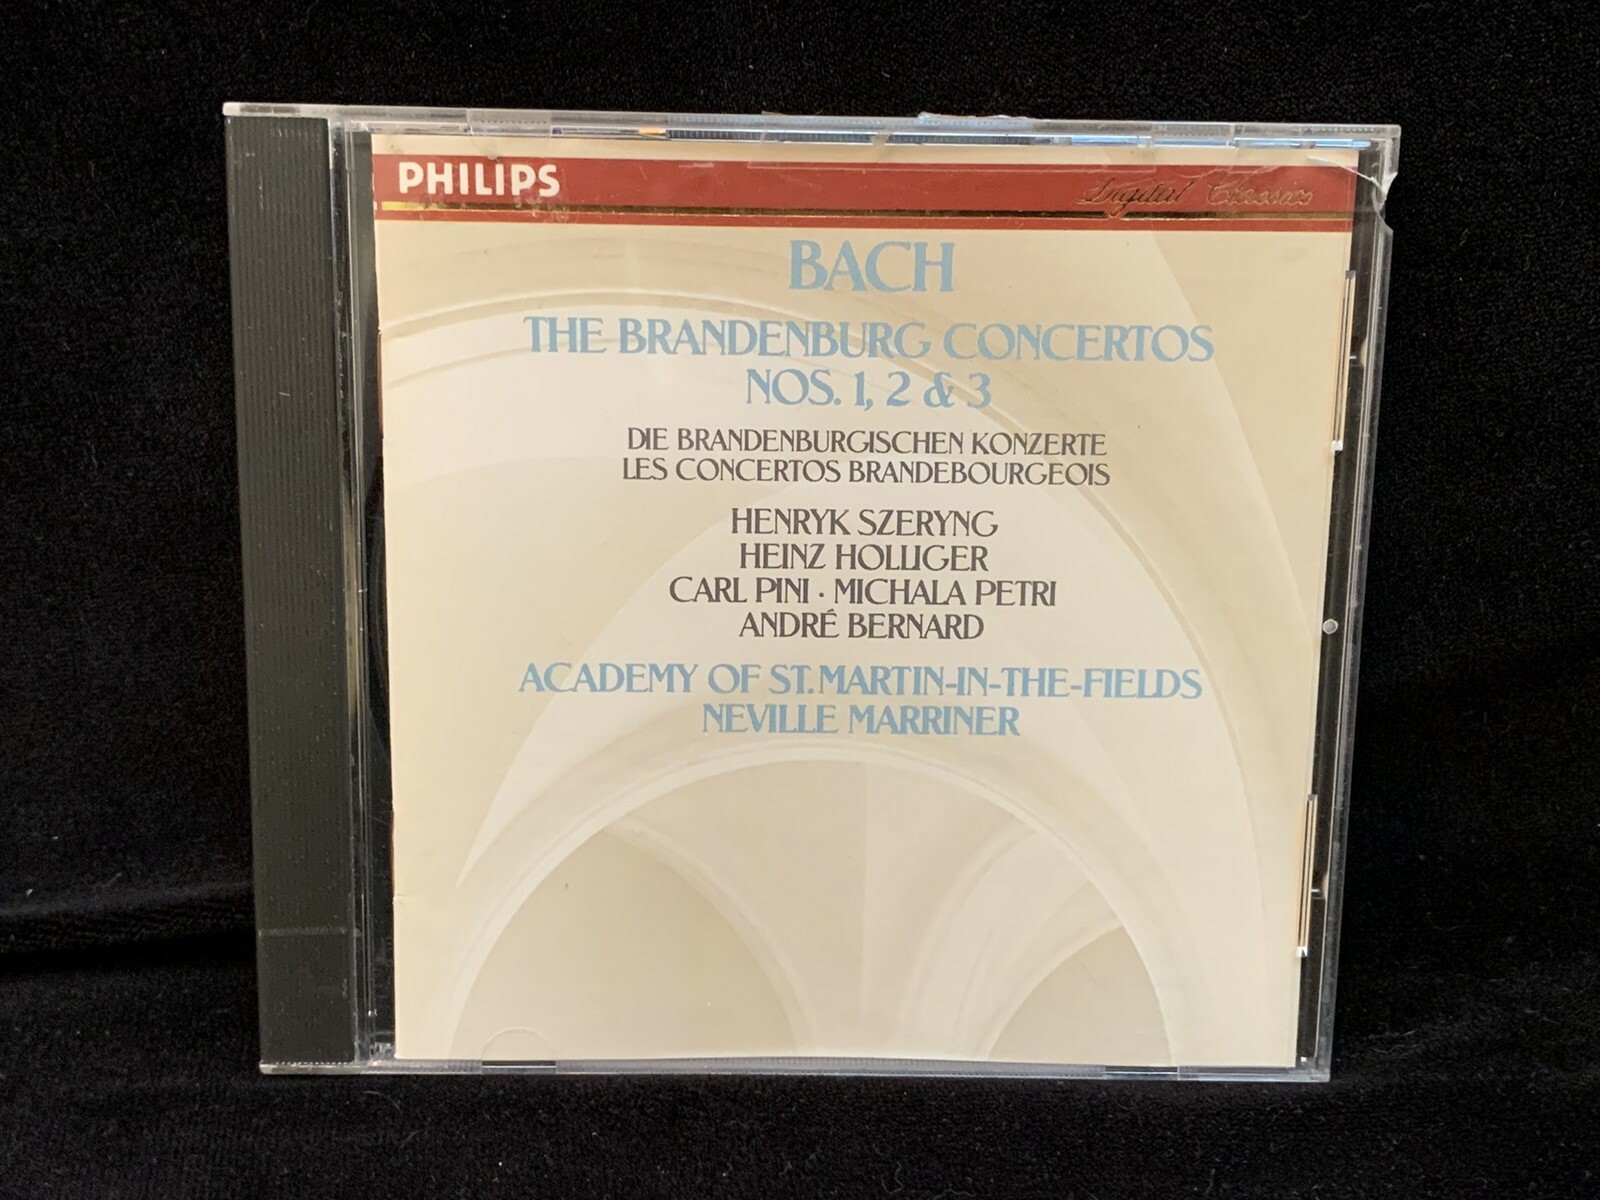 PHILIPS
Digital Classics
BACH
THE BRANDENBURG CONCERTOS
NOS. 1, 2 & 3
DIE BRANDENBURGISCHEN KONZERTE
LES CONCERTOS BRANDEBOURGEOIS
HENRYK SZERYNG
HEINZ HOLLIGER
CARL PINI · MICHALA PETRI
ANDRÉ BERNARD
ACADEMY OF ST. MARTIN-IN-THE-FIELDS
NEVILLE MARRINER